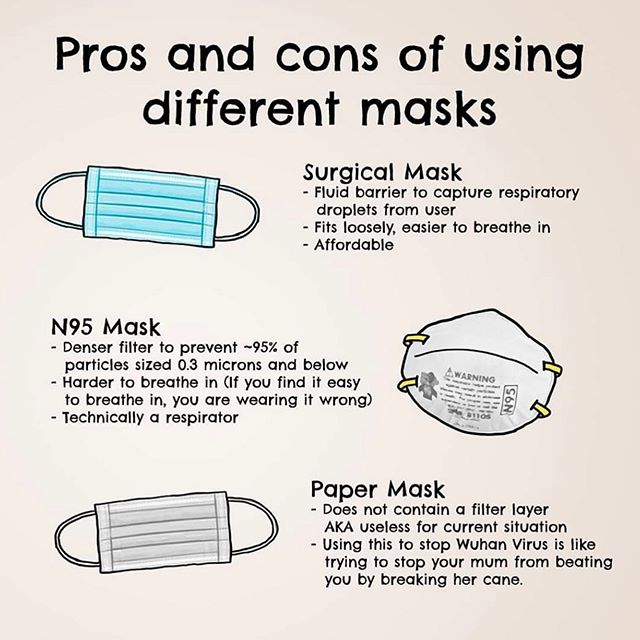 Pros and cons of using
different masks
Surgical Mask
- Fluid barrier to capture respiratory
droplets from user
- Fits loosely, easier to breathe in
- Affordable
N95 Mask
- Denser filter to prevent ~95% of
particles sized 0.3 microns and below
- Harder to breathe in (If you find it easy
to breathe in, you are wearing it wrong)
- Technically a respirator
WARNING
N95
8110S
Paper Mask
- Does not contain a filter layer
AKA useless for current situation
- Using this to stop Wuhan Virus is like
trying to stop your mum from beating
you by breaking her cane.